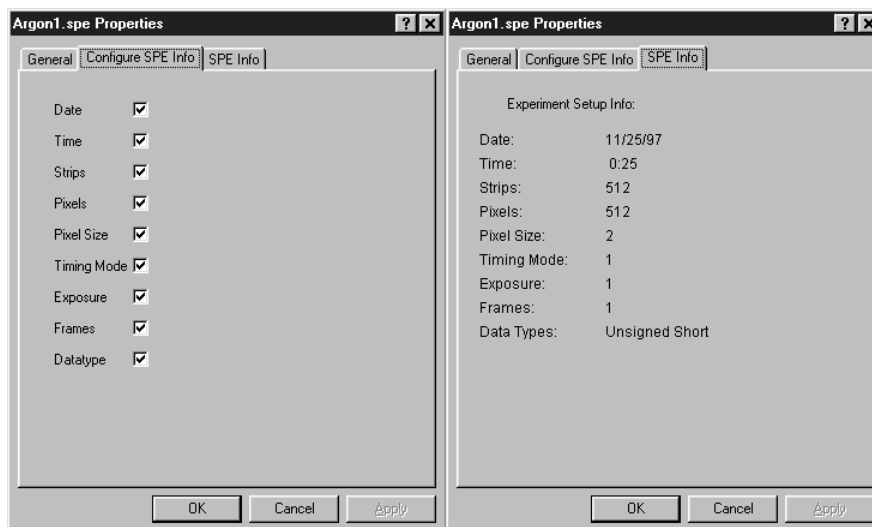 Argon1.spe Properties
General Configure SPE Info SPE Info
Date
Time
Strips
Pixels
Pixel Size
Timing Mode
Exposure
Frames
Datatype
OK Cancel Apply
Argon1.spe Properties
General Configure SPE Info SPE Info
Experiment Setup Info:
Date: 11/25/97
Time: 0:25
Strips: 512
Pixels: 512
Pixel Size: 2
Timing Mode: 1
Exposure: 1
Frames: 1
Data Types: Unsigned Short
OK Cancel Apply